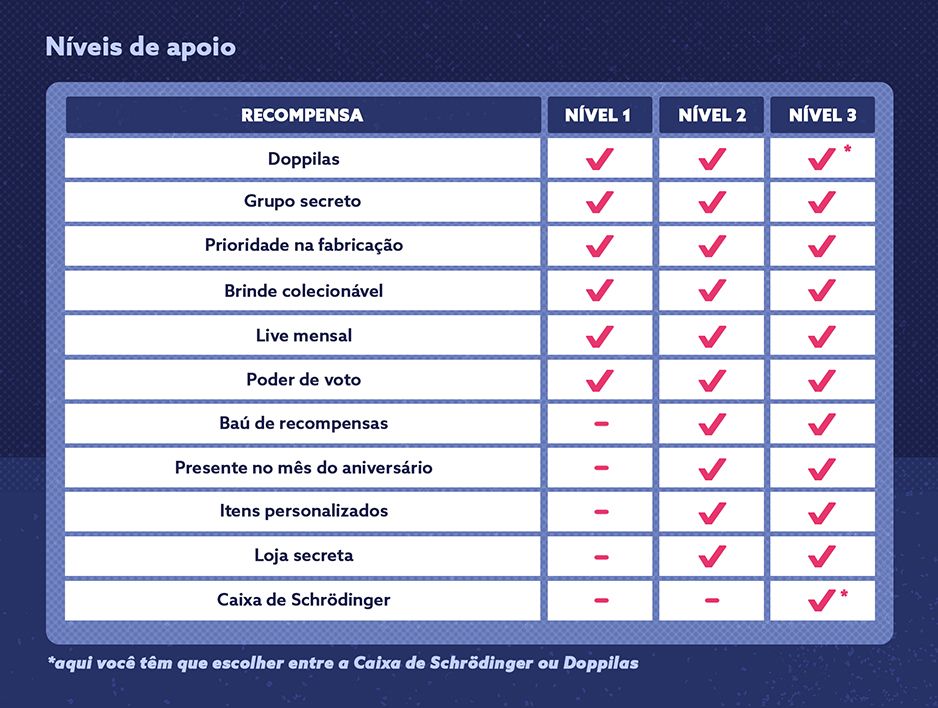 Níveis de apoio
RECOMPENSA NÍVEL 1 NÍVEL 2 NÍVEL 3
Doppilas ✓ ✓ ✓ *
Grupo secreto ✓ ✓ ✓
Prioridade na fabricação ✓ ✓ ✓
Brinde colecionável ✓ ✓ ✓
Live mensal ✓ ✓ ✓
Poder de voto ✓ ✓ ✓
Baú de recompensas - ✓ ✓
Presente no mês do aniversário - ✓ ✓
Itens personalizados - ✓ ✓
Loja secreta - ✓ ✓
Caixa de Schrödinger - - ✓ *
*aqui você têm que escolher entre a Caixa de Schrödinger ou Doppilas